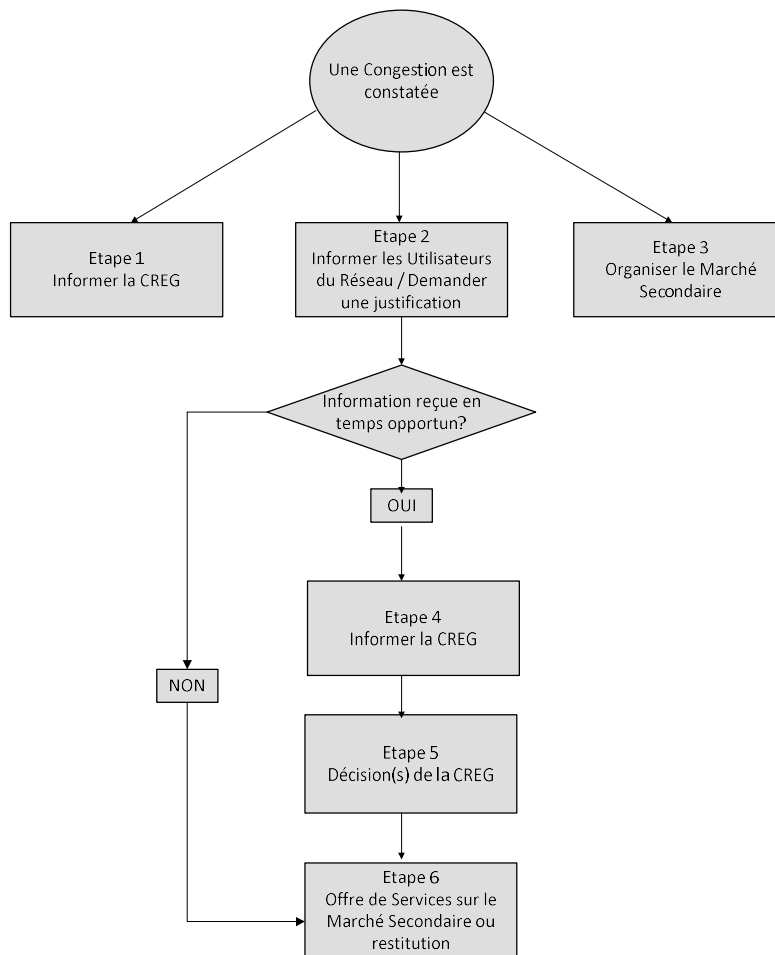 Une Congestion est
constatée
Etape 1
Informer la CREG
Etape 2
Informer les Utilisateurs
du Réseau / Demander
une justification
Etape 3
Organiser le Marché
Secondaire
Information reçue en
temps opportun?
OUI
Etape 4
Informer la CREG
NON
Etape 5
Décision(s) de la CREG
Etape 6
Offre de Services sur le
Marché Secondaire ou
restitution